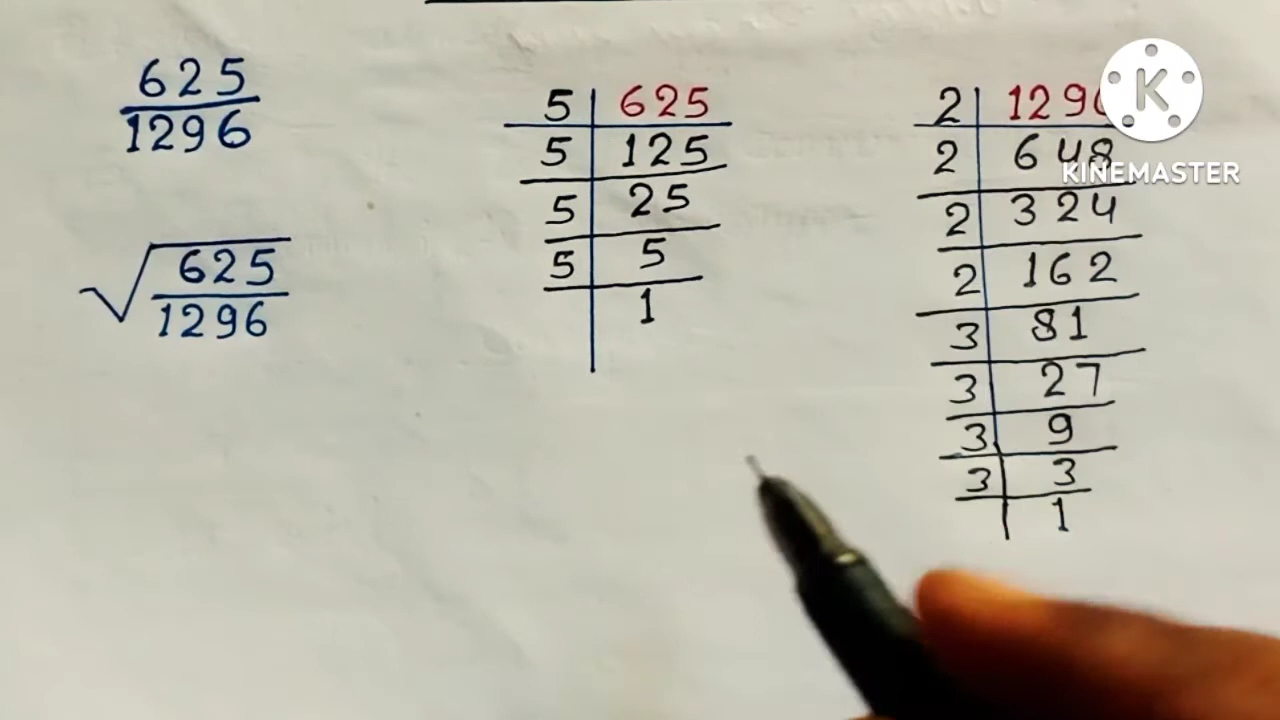 625
1296
√625
1296
5 | 625
5 | 125
5 | 25
5 | 5
1
2 | 1296
2 | 648
2 | 324
2 | 162
3 | 81
3 | 27
3 | 9
3 | 3
1
K
KINEMASTER